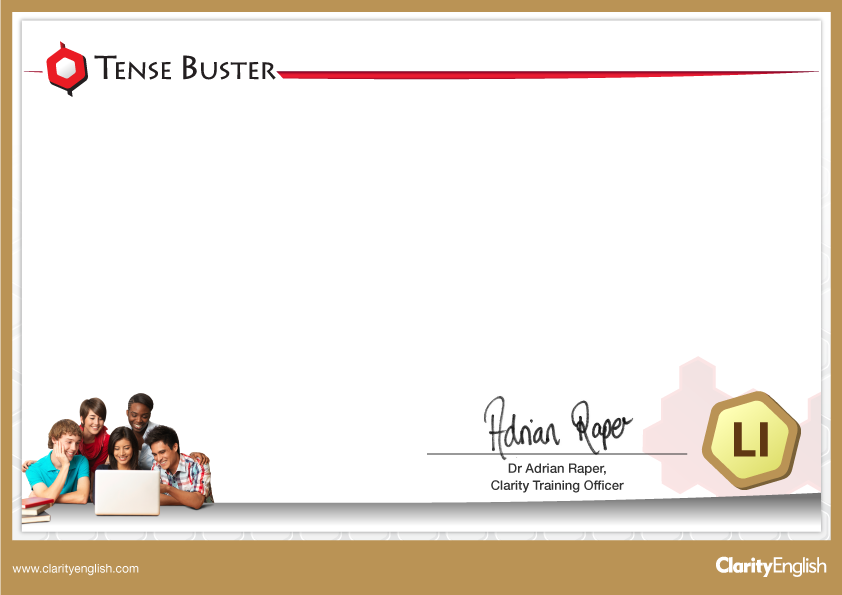 TENSE BUSTER
Adrian Raper
Dr Adrian Raper,
Clarity Training Officer
LI
www.clarityenglish.com
ClarityEnglish